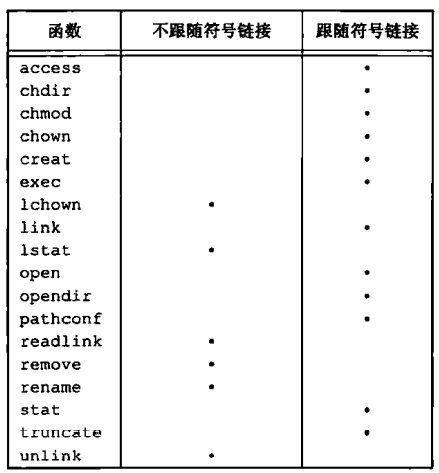 函数 不跟随符号链接 跟随符号链接
access •
chdir •
chmod •
chown •
creat •
exec •
lchown •
link •
lstat •
open •
opendir •
pathconf •
readlink •
remove •
rename •
stat •
truncate •
unlink •